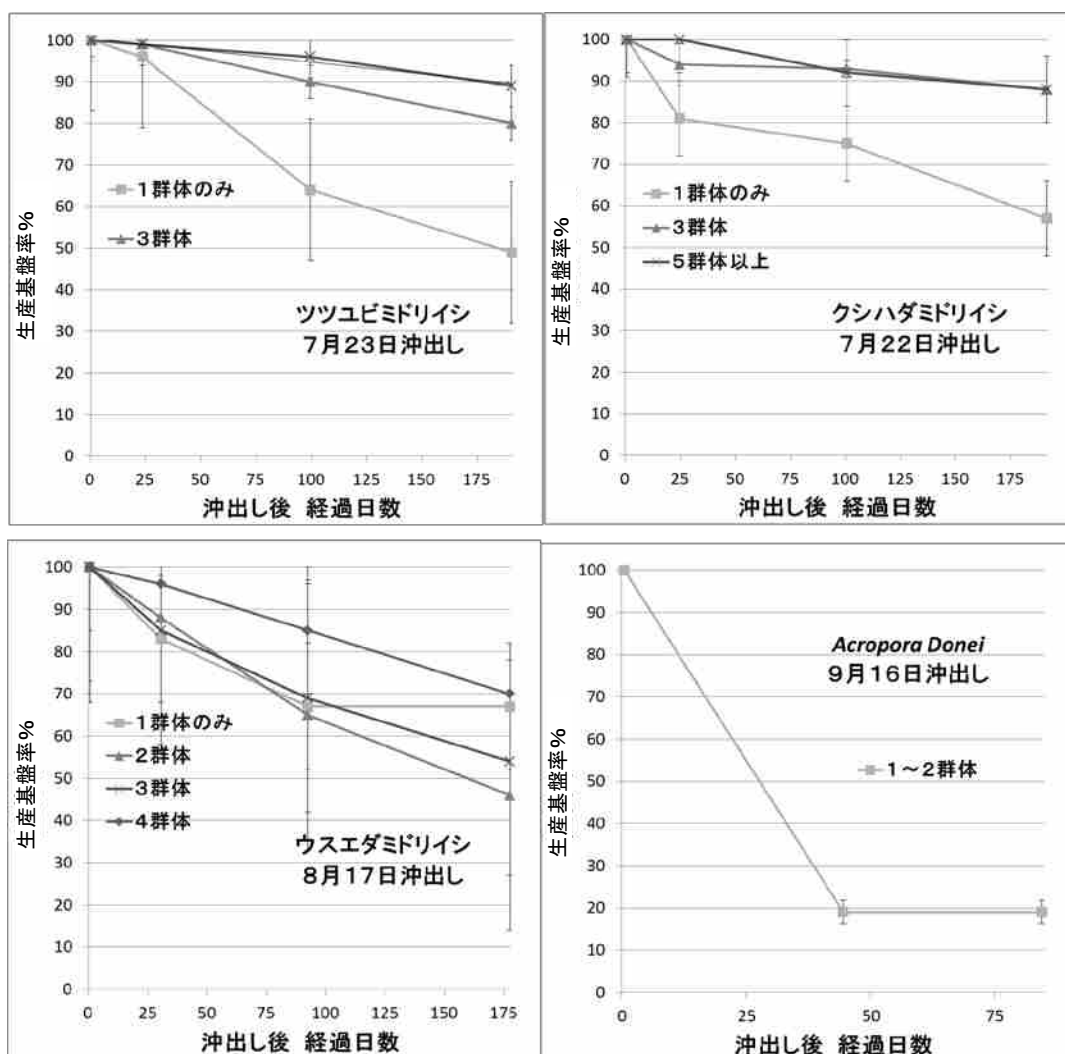 生産基盤率%
100
90
80
70
60
50
40
30
20
10
0
1群体のみ
3群体
ツツユビミドリイシ
7月23日沖出し
0 25 50 75 100 125 150 175
沖出し後 経過日数
生産基盤率%
100
90
80
70
60
50
40
30
20
10
0
1群体のみ
3群体
5群体以上
クシハダミドリイシ
7月22日沖出し
0 25 50 75 100 125 150 175
沖出し後 経過日数
生産基盤率%
100
90
80
70
60
50
40
30
20
10
0
1群体のみ
2群体
3群体
4群体
ウスエダミドリイシ
8月17日沖出し
0 25 50 75 100 125 150 175
沖出し後 経過日数
生産基盤率%
100
90
80
70
60
50
40
30
20
10
0
Acropora Donei
9月16日沖出し
1~2群体
0 25 50 75
沖出し後 経過日数